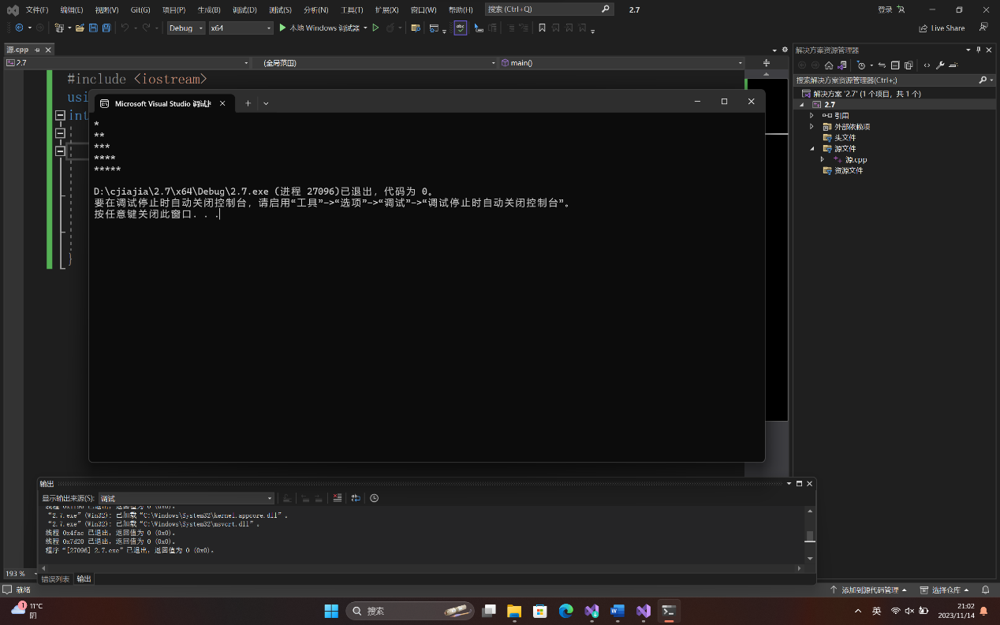 文件(F) 编辑(E) 视图(V) Git(G) 项目(P) 生成(B) 调试(D) 测试(S) 分析(N) 工具(T) 扩展(X) 窗口(W) 帮助(H) 搜索 (Ctrl+Q) 2.7 登录
Debug x64 本地 Windows 调试器 Live Share
源.cpp
2.7 (全局范围) main()
#include <iostream>
usi
int
}
Microsoft Visual Studio 调试
*
**
***
****
*****
D:\cjiajia\2.7\x64\Debug\2.7.exe (进程 27096)已退出，代码为 0。
要在调试停止时自动关闭控制台，请启用“工具”->“选项”->“调试”->“调试停止时自动关闭控制台”。
按任意键关闭此窗口. . .
解决方案资源管理器
搜索解决方案资源管理器(Ctrl+;)
解决方案 '2.7' (1 个项目，共 1 个)
2.7
引用
外部依赖项
头文件
源文件
源.cpp
资源文件
输出
显示输出来源(S): 调试
“2.7.exe”(Win32): 已加载“C:\Windows\System32\kernel.appcore.dll”。
“2.7.exe”(Win32): 已加载“C:\Windows\System32\msvcrt.dll”。
线程 0x4fac 已退出，返回值为 0 (0x0)。
线程 0x7d20 已退出，返回值为 0 (0x0)。
程序“[27096] 2.7.exe”已退出，返回值为 0 (0x0)。
193 %
错误列表 输出
就绪 添加到源代码管理 选择仓库
1 11°C
阴
搜索
英
21:02
2023/11/14